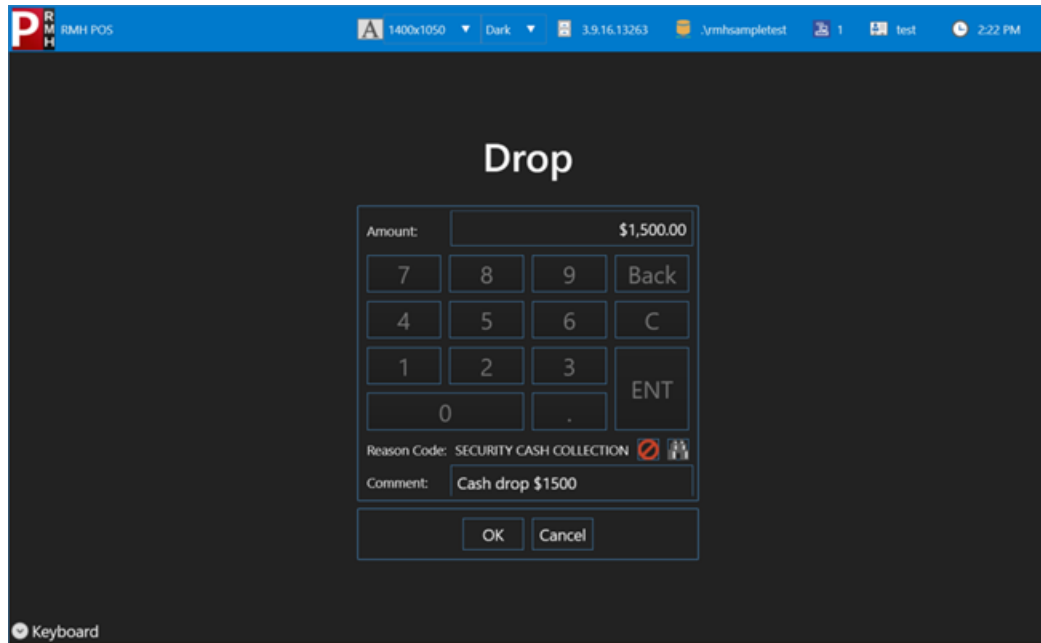 P RMH RMH POS A 1400x1050 Dark 3.9.16.13263 .\rmhsampletest 1 test 2:22 PM
Drop
Amount: $1,500.00
7 8 9 Back
4 5 6 C
1 2 3 ENT
0 .
Reason Code: SECURITY CASH COLLECTION
Comment: Cash drop $1500
OK Cancel
Keyboard